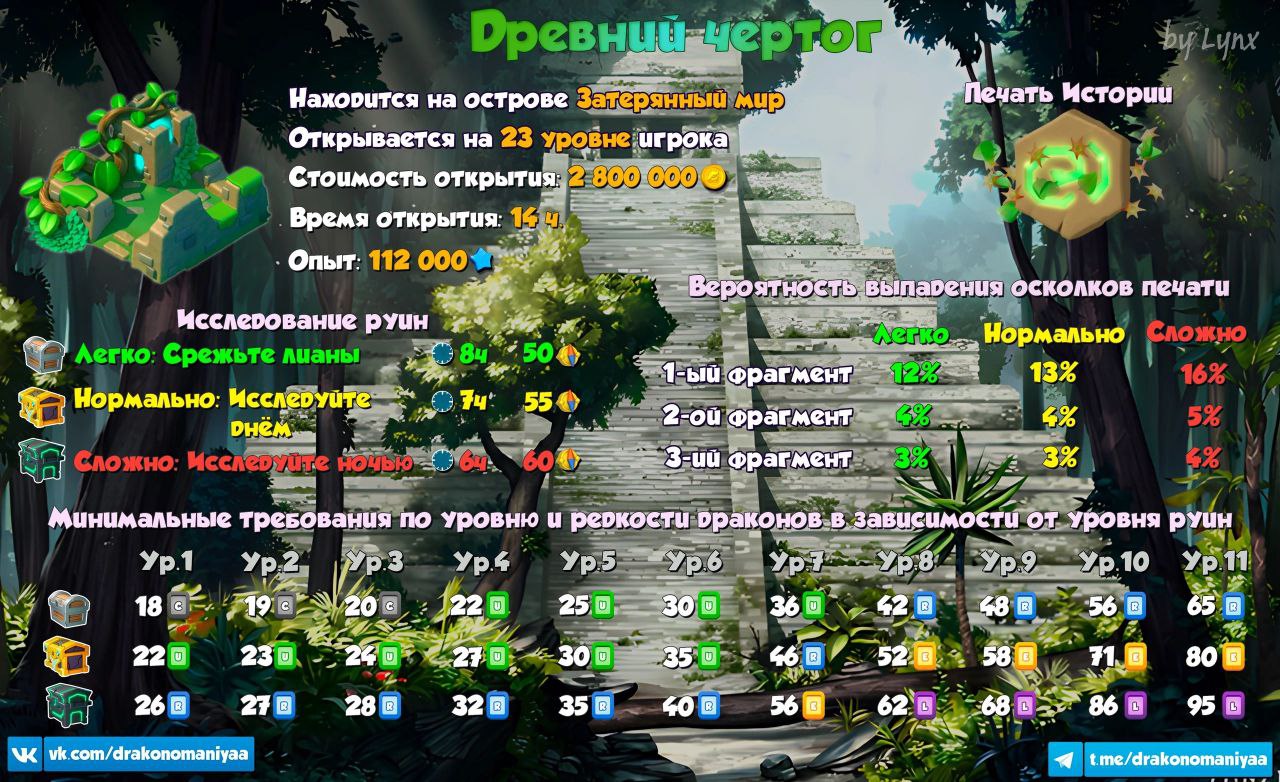 Древний чертог
by Lynx
Находится на острове Затерянный мир
Открывается на 23 уровне игрока
Стоимость открытия: 2 800 000
Время открытия: 14 ч.
Опыт: 112 000
Печать Истории
Исследование руин
Легко: Срежьте лианы 8ч 50
Нормально: Исследуйте
днём 7ч 55
Сложно: Исследуйте ночью 6ч 60
Вероятность выпадения осколков печати
Легко Нормально Сложно
1-ый фрагмент 12% 13% 16%
2-ой фрагмент 4% 4% 5%
3-ий фрагмент 3% 3% 4%
Минимальные требования по уровню и редкости драконов в зависимости от уровня руин
Ур.1 Ур.2 Ур.3 Ур.4 Ур.5 Ур.6 Ур.7 Ур.8 Ур.9 Ур.10 Ур.11
18 C 19 C 20 C 22 U 25 U 30 U 36 U 42 R 48 R 56 R 65 R
22 U 23 U 24 U 27 U 30 U 35 U 46 R 52 E 58 E 71 E 80 E
26 R 27 R 28 R 32 R 35 R 40 R 56 E 62 L 68 L 86 L 95 L
vk.com/drakonomaniyaa
t.me/drakonomaniyaa